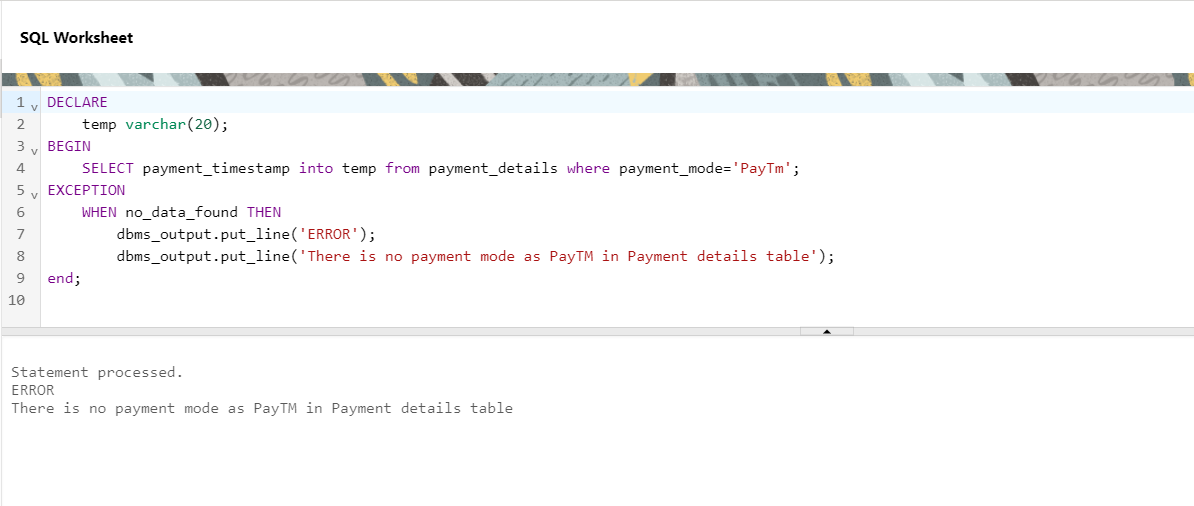 SQL Worksheet
1 v DECLARE
2 temp varchar(20);
3 v BEGIN
4 SELECT payment_timestamp into temp from payment_details where payment_mode='PayTm';
5 v EXCEPTION
6 WHEN no_data_found THEN
7 dbms_output.put_line('ERROR');
8 dbms_output.put_line('There is no payment mode as PayTM in Payment details table');
9 end;
10
Statement processed.
ERROR
There is no payment mode as PayTM in Payment details table